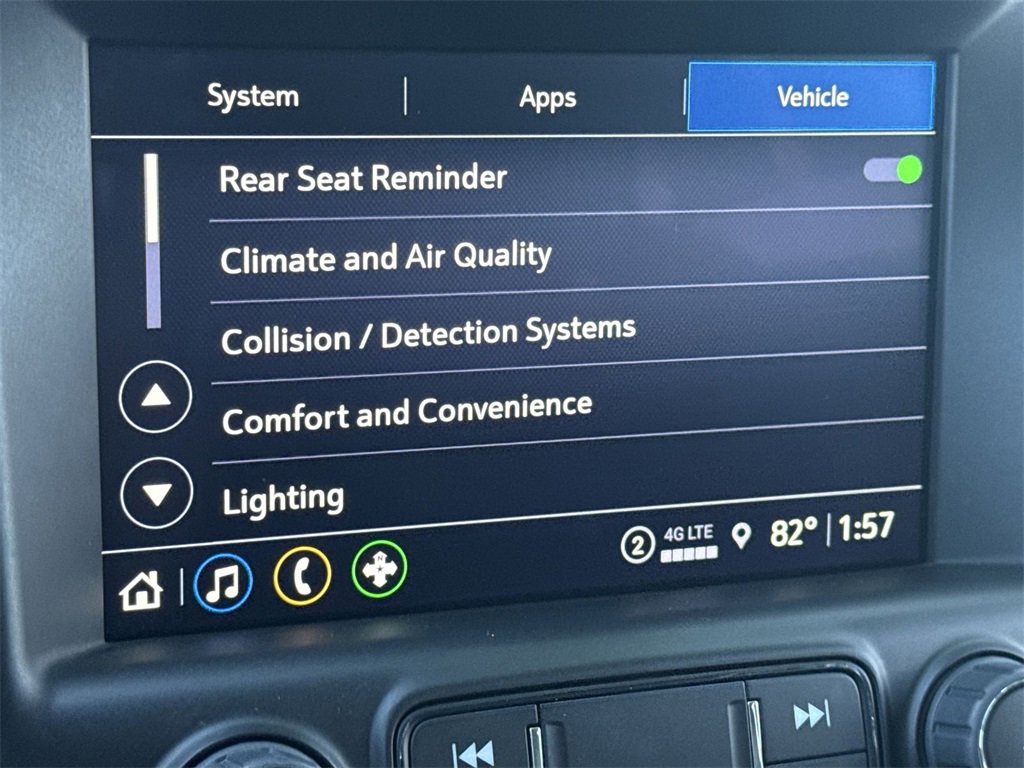 System Apps Vehicle
Rear Seat Reminder
Climate and Air Quality
Collision / Detection Systems
Comfort and Convenience
Lighting
N 2 4G LTE 82° 1:57